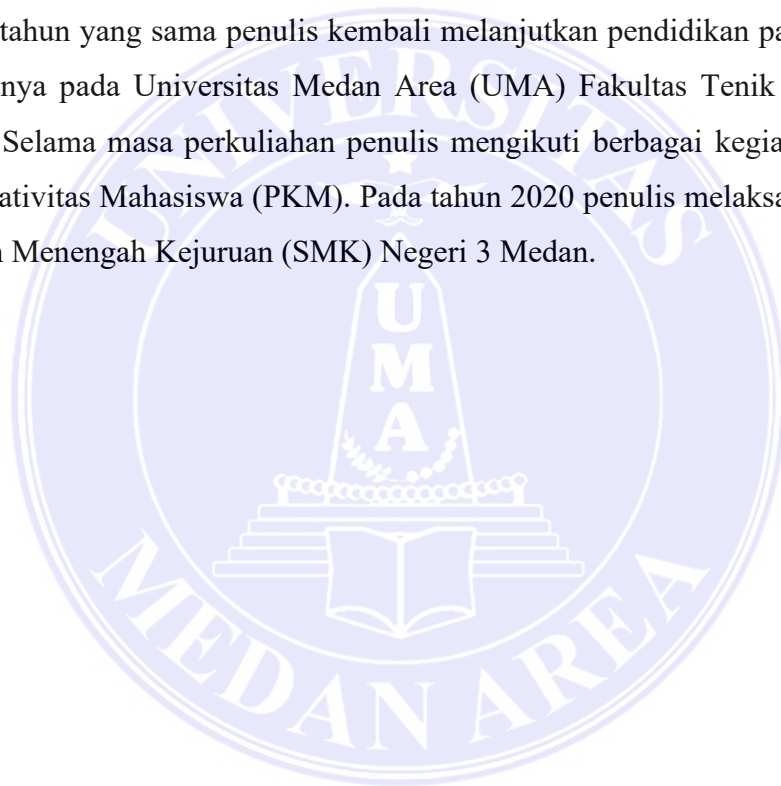 tahun yang sama penulis kembali melanjutkan pendidikan pa
nya pada Universitas Medan Area (UMA) Fakultas Tenik
Selama masa perkuliahan penulis mengikuti berbagai kegia
ativitas Mahasiswa (PKM). Pada tahun 2020 penulis melaksa
Menengah Kejuruan (SMK) Negeri 3 Medan.
UNIVERSITAS
U
M
A
MEDAN AREA